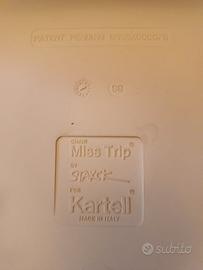 PATENT PENDING
CHAIR
Miss Trip®
BY
STARCK
FOR
Kartell®
MADE IN ITALY
subito